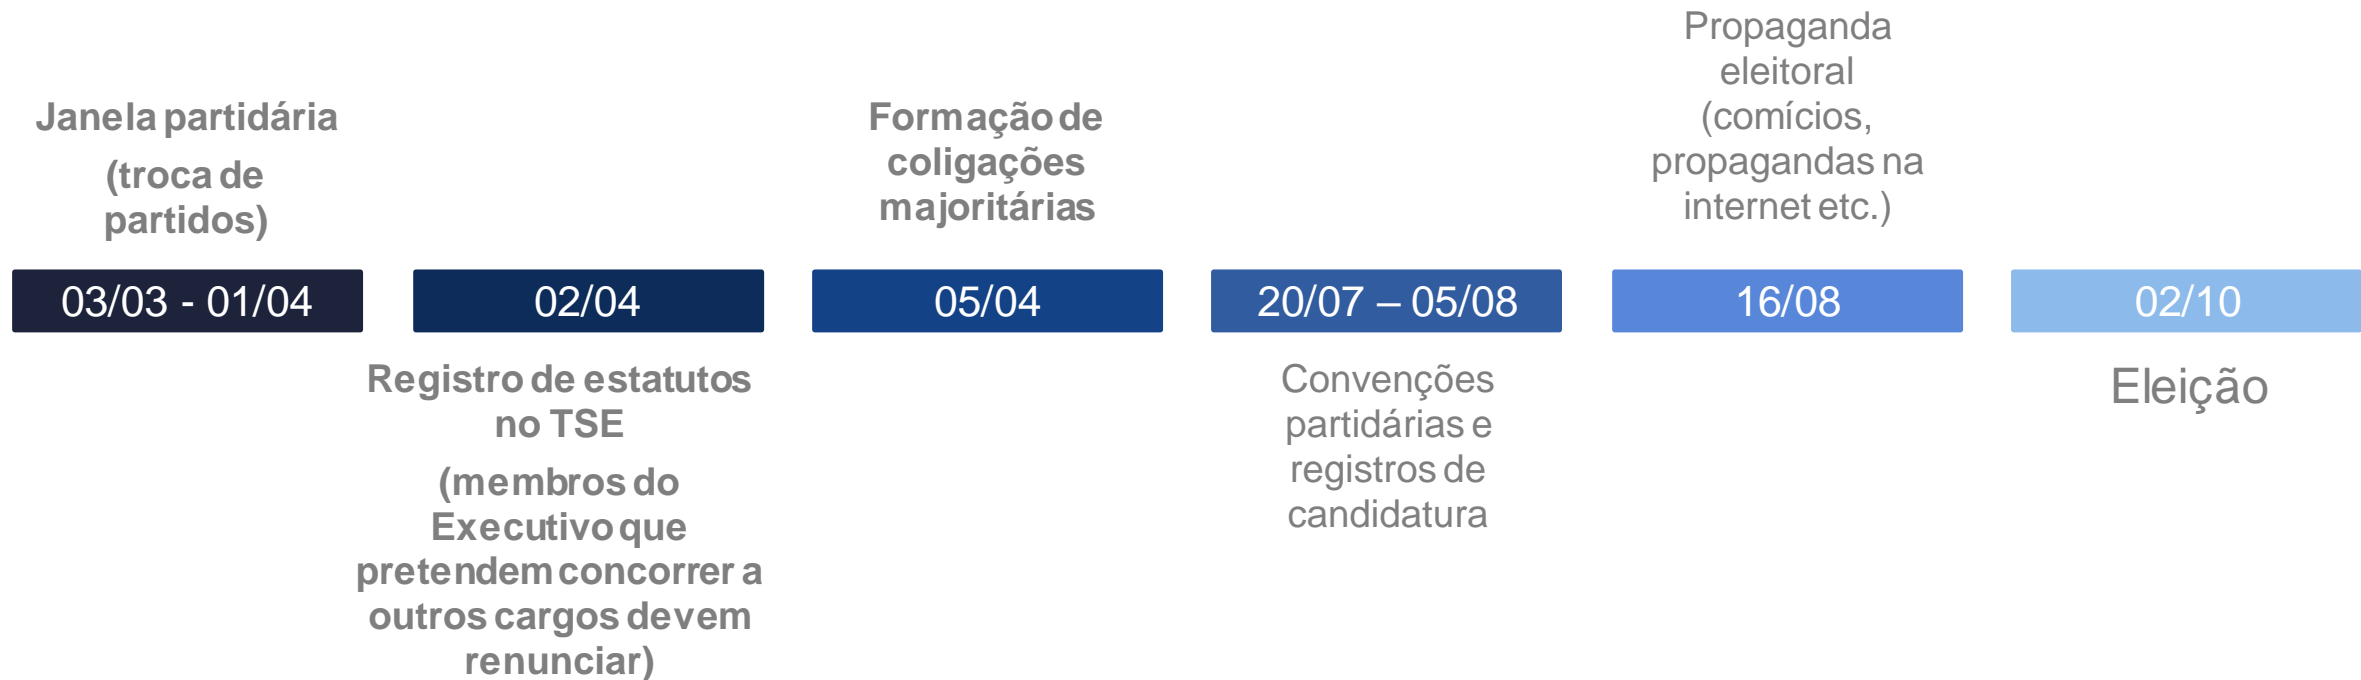 Janela partidária
(troca de
partidos)
03/03 - 01/04
02/04
Registro de estatutos
no TSE
(membros do
Executivo que
pretendem concorrer a
outros cargos devem
renunciar)
Formação de
coligações
majoritárias
05/04
20/07 – 05/08
Convenções
partidárias e
registros de
candidatura
Propaganda
eleitoral
(comícios,
propagandas na
internet etc.)
16/08
02/10
Eleição